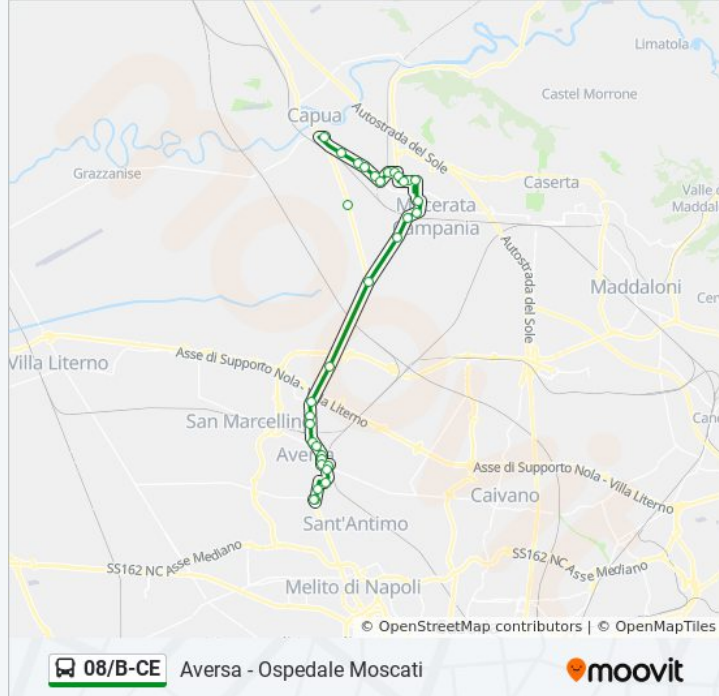 Limatola
Castel Morrone
Capua
Autostrada del Sole
Grazzanise
Caserta
Valle d
Maddal
Macerata
Campania
Autostrada del Sole
Maddaloni
Cer
Villa Literno
Asse di Supporto Nola - Villa Literno
San Marcellino
Can
Aversa
Asse di Supporto Nola - Villa Literno
Caivano
Sant'Antimo
SS162 NC Asse Mediano
SS162 NC Asse Mediano
Melito di Napoli
© OpenStreetMap contributors | © OpenMapTiles
08/B-CE Aversa - Ospedale Moscati
moovit